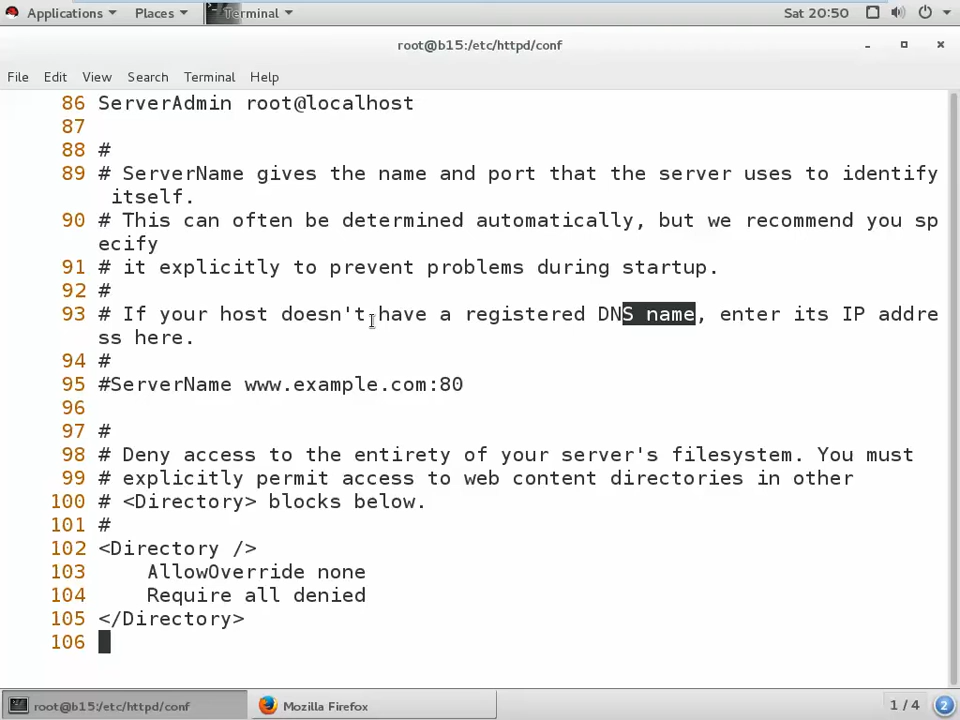 Applications Places Terminal Sat 20:50
root@b15:/etc/httpd/conf
File Edit View Search Terminal Help
86 ServerAdmin root@localhost
87
88 #
89 # ServerName gives the name and port that the server uses to identify
itself.
90 # This can often be determined automatically, but we recommend you sp
ecify
91 # it explicitly to prevent problems during startup.
92 #
93 # If your host doesn't have a registered DNS name, enter its IP addre
ss here.
94 #
95 #ServerName www.example.com:80
96
97 #
98 # Deny access to the entirety of your server's filesystem. You must
99 # explicitly permit access to web content directories in other
100 # <Directory> blocks below.
101 #
102 <Directory />
103     AllowOverride none
104     Require all denied
105 </Directory>
106
root@b15:/etc/httpd/conf Mozilla Firefox 1 / 4 2